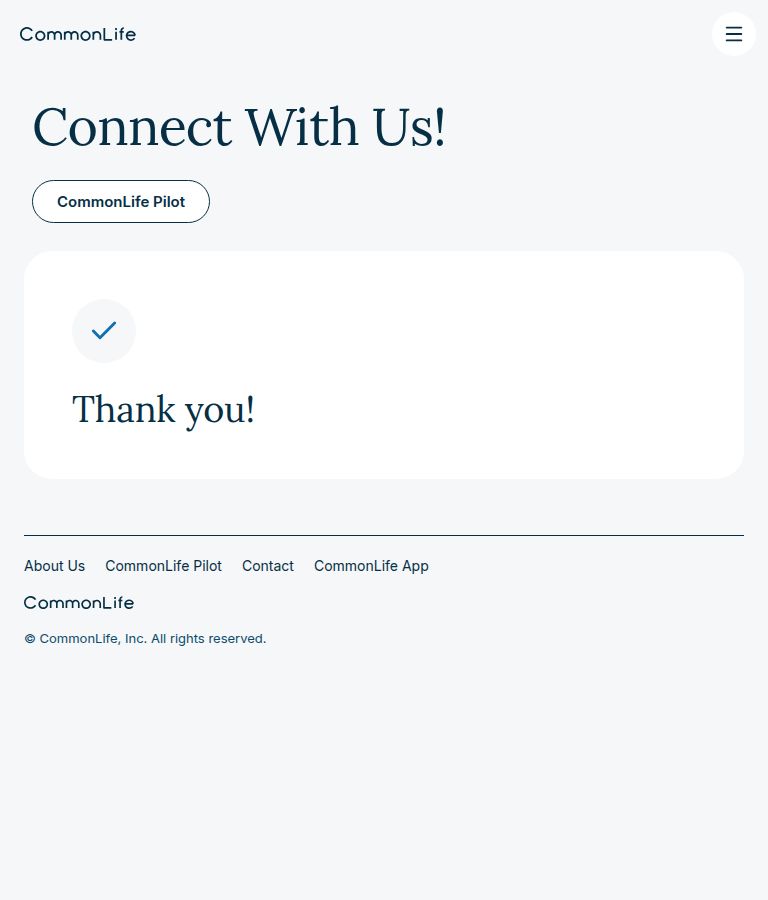 CommonLife
Connect With Us!
CommonLife Pilot
Thank you!
About Us CommonLife Pilot Contact CommonLife App
CommonLife
© CommonLife, Inc. All rights reserved.